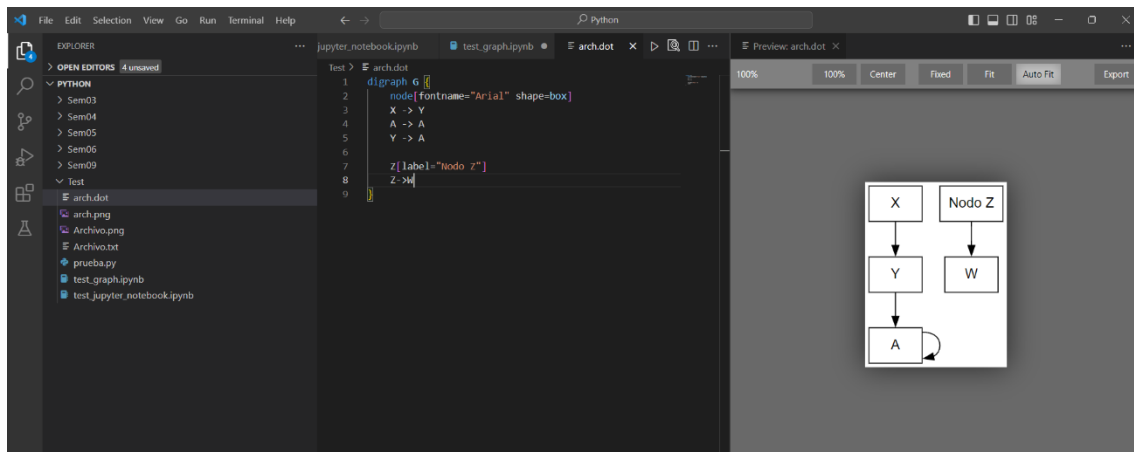 File Edit Selection View Go Run Terminal Help
Python
EXPLORER
OPEN EDITORS 4 unsaved
PYTHON
Sem03
Sem04
Sem05
Sem06
Sem09
Test
arch.dot
arch.png
Archivo.png
Archivo.txt
prueba.py
test_graph.ipynb
test_jupyter_notebook.ipynb
4
jupyter_notebook.ipynb test_graph.ipynb arch.dot
Test > arch.dot
1 digraph G {
2 node[fontname="Arial" shape=box]
3 X -> Y
4 A -> A
5 Y -> A
6
7 Z[label="Nodo Z"]
8 Z->W
9 }
Preview: arch.dot
100% 100% Center Fixed Fit Auto Fit Export
X Nodo Z
Y W
A